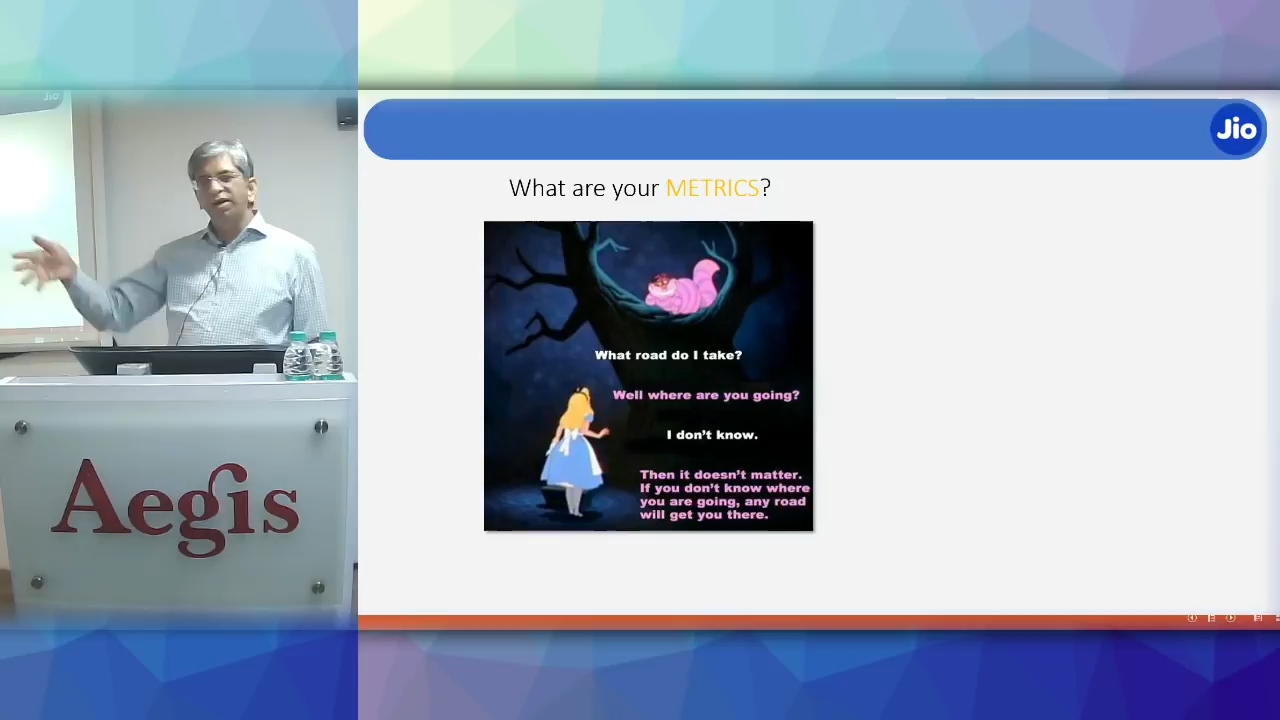 Jio
Jio
What are your METRICS?
What road do I take?
Well where are you going?
I don't know.
Then it doesn't matter.
If you don't know where
you are going, any road
will get you there.
Aegis